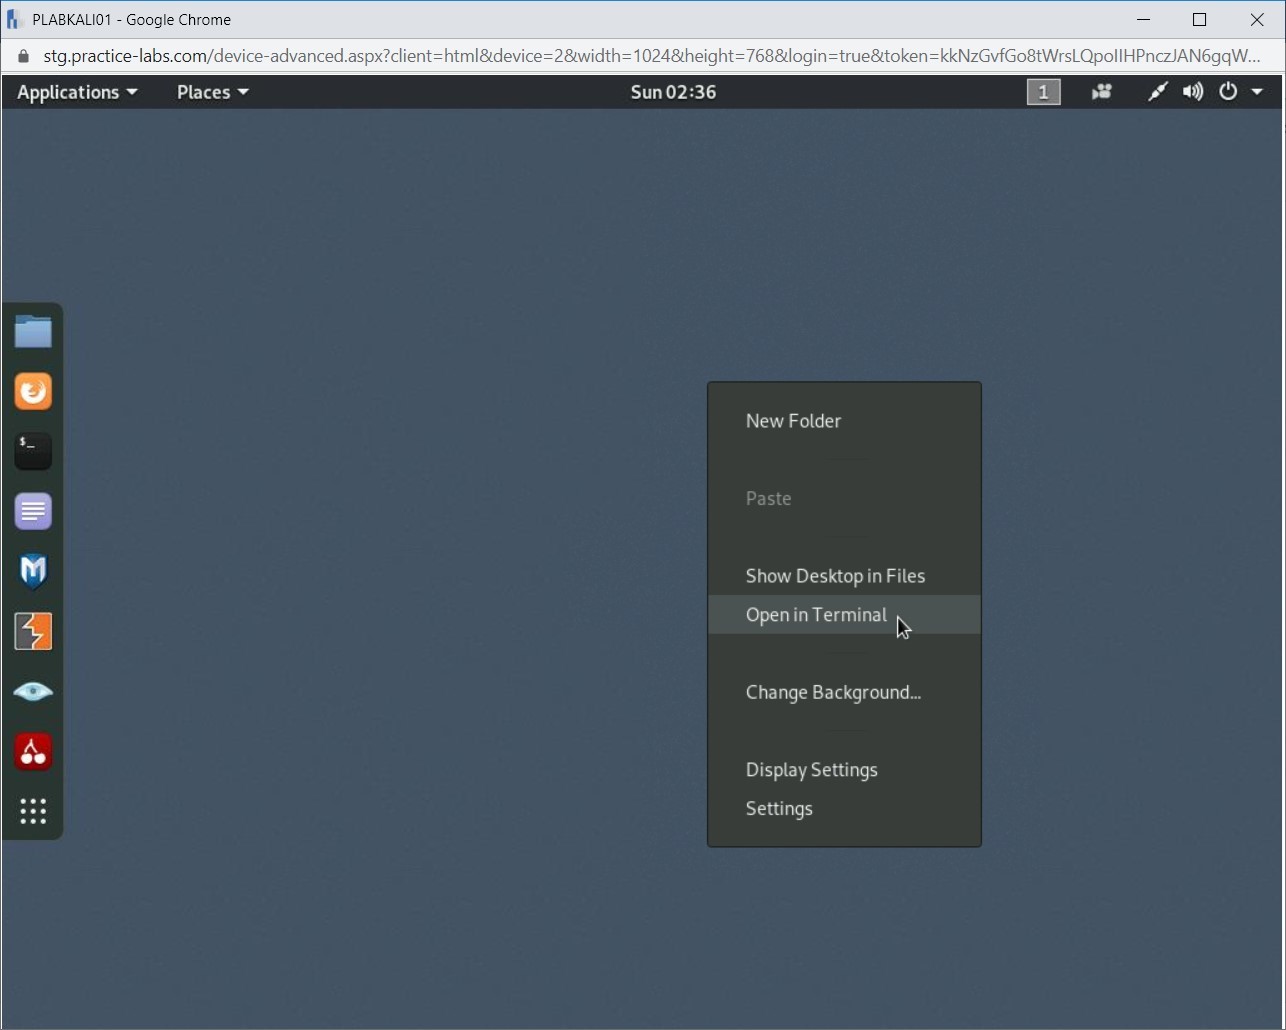 PLABKALI01 - Google Chrome
stg.practice-labs.com/device-advanced.aspx?client=html&device=2&width=1024&height=768&login=true&token=kkNzGvfGo8tWrsLQpoIIHPnczJAN6gqW...
Applications Places Sun 02:36 1
$_
New Folder
Paste
Show Desktop in Files
Open in Terminal
Change Background...
Display Settings
Settings